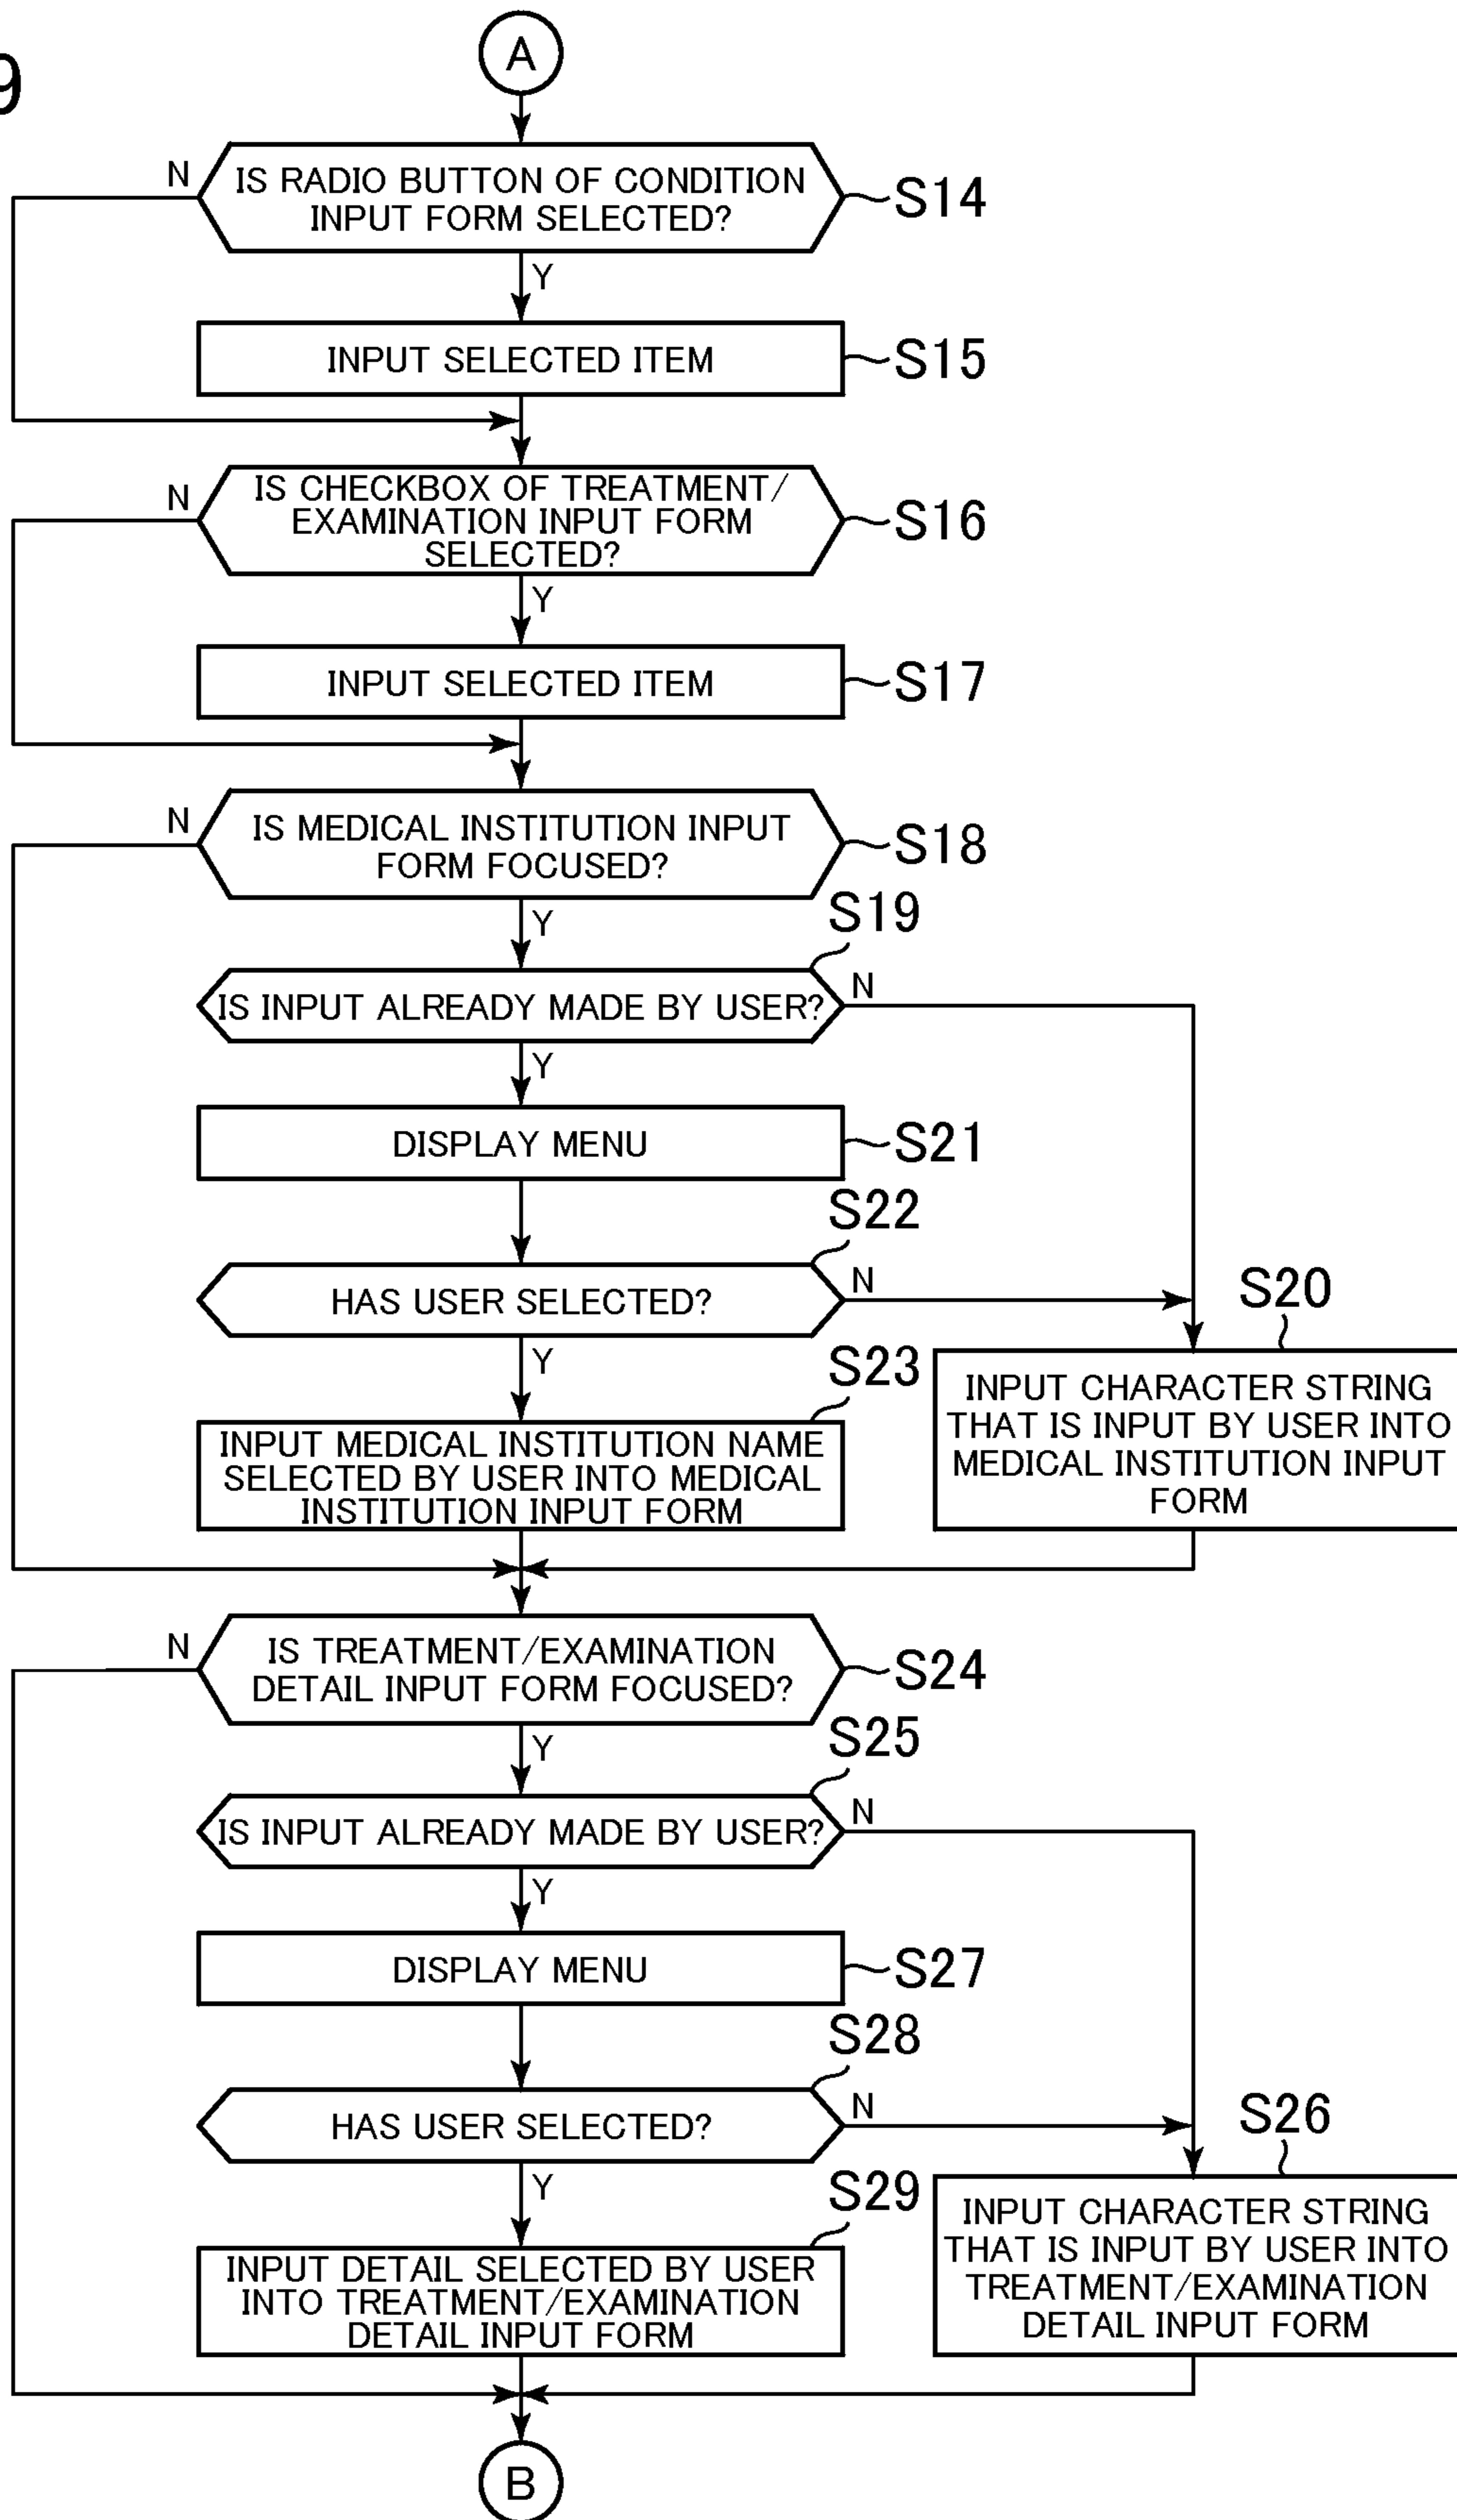 9
A
N
IS RADIO BUTTON OF CONDITION
INPUT FORM SELECTED?
S14
Y
INPUT SELECTED ITEM
S15
N
IS CHECKBOX OF TREATMENT/
EXAMINATION INPUT FORM
SELECTED?
S16
Y
INPUT SELECTED ITEM
S17
N
IS MEDICAL INSTITUTION INPUT
FORM FOCUSED?
S18
Y
S19
IS INPUT ALREADY MADE BY USER?
N
Y
DISPLAY MENU
S21
S22
HAS USER SELECTED?
N
Y
S20
INPUT CHARACTER STRING
THAT IS INPUT BY USER INTO
MEDICAL INSTITUTION INPUT
FORM
S23
INPUT MEDICAL INSTITUTION NAME
SELECTED BY USER INTO MEDICAL
INSTITUTION INPUT FORM
N
IS TREATMENT/EXAMINATION
DETAIL INPUT FORM FOCUSED?
S24
Y
S25
IS INPUT ALREADY MADE BY USER?
N
Y
DISPLAY MENU
S27
S28
HAS USER SELECTED?
N
Y
S26
INPUT CHARACTER STRING
THAT IS INPUT BY USER INTO
TREATMENT/EXAMINATION
DETAIL INPUT FORM
S29
INPUT DETAIL SELECTED BY USER
INTO TREATMENT/EXAMINATION
DETAIL INPUT FORM
B